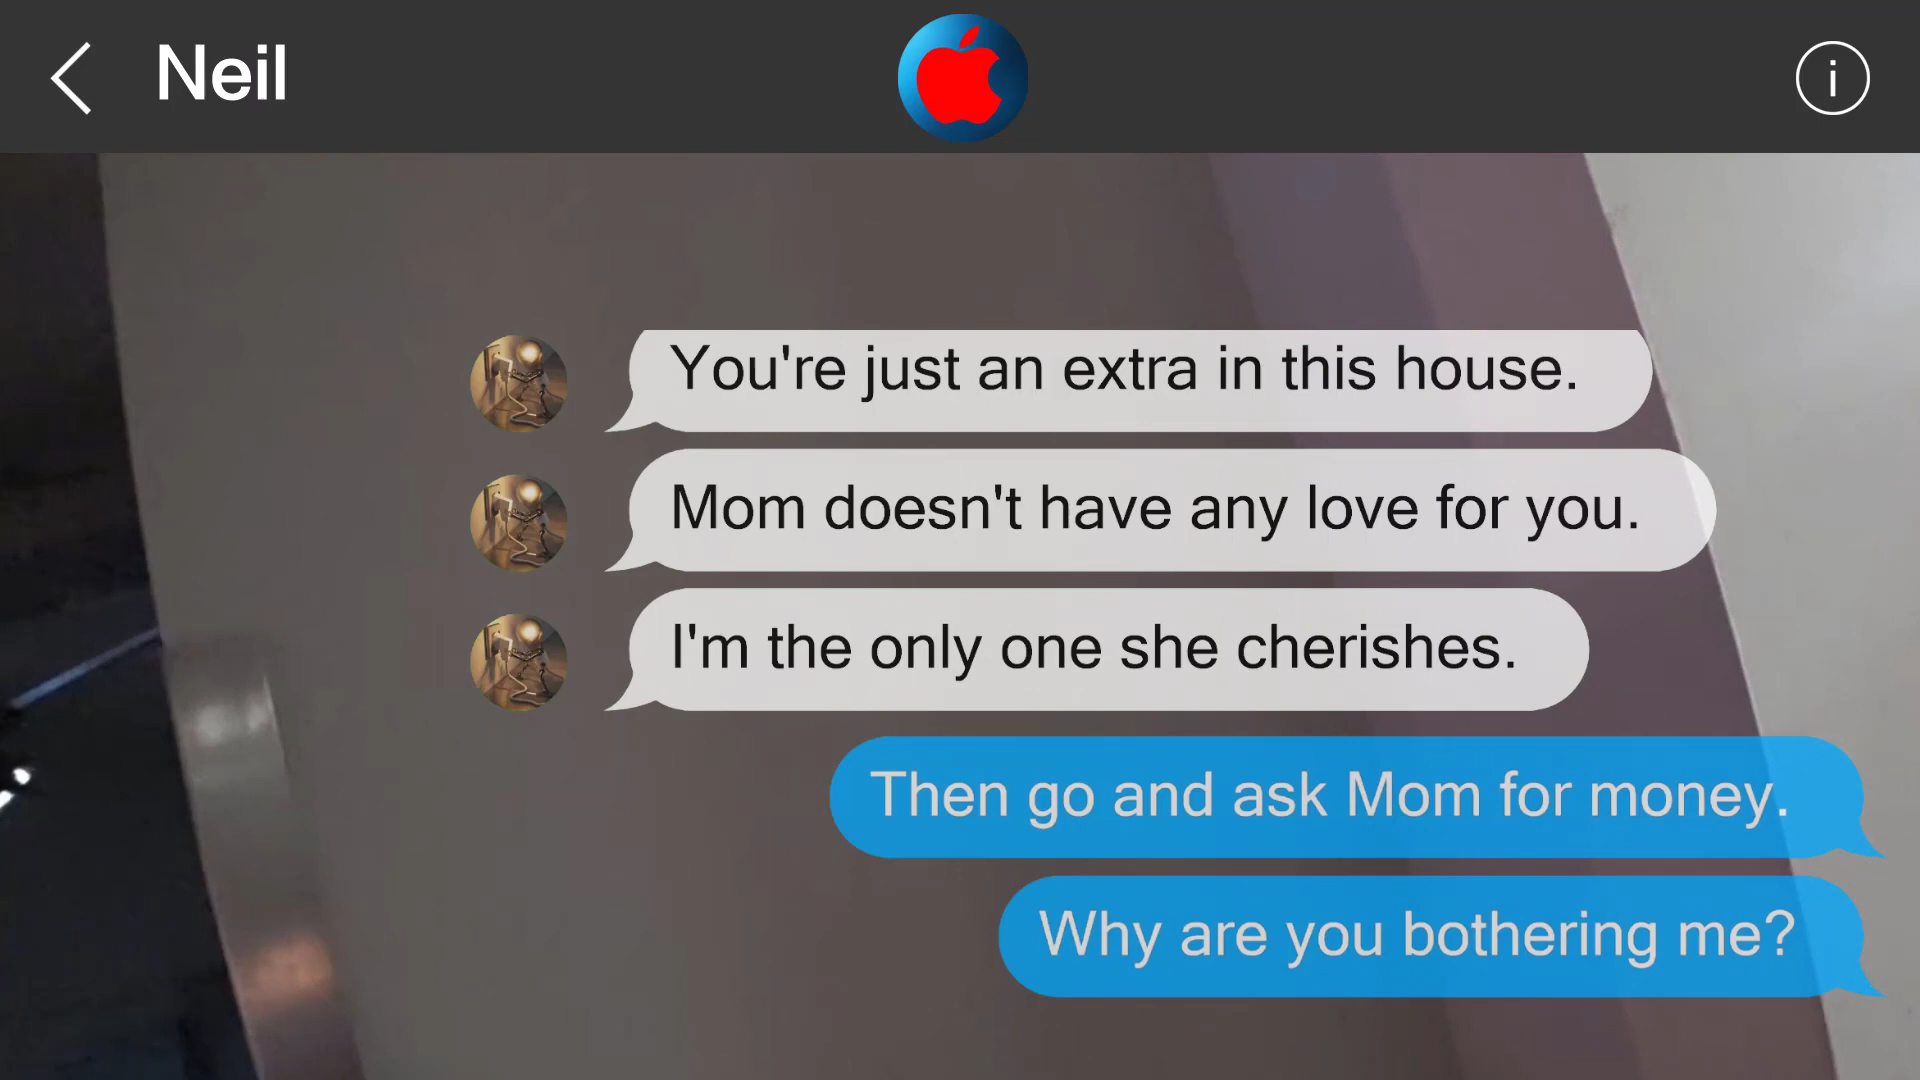 Neil
You're just an extra in this house.
Mom doesn't have any love for you.
I'm the only one she cherishes.
Then go and ask Mom for money.
Why are you bothering me?